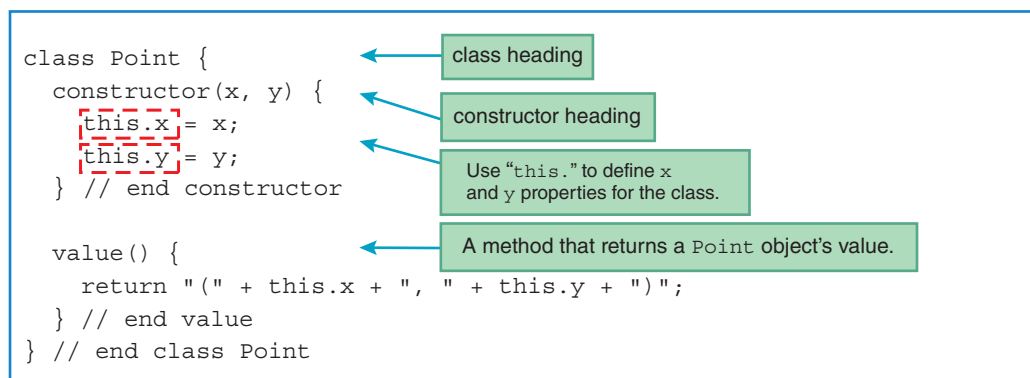 class Point {
class heading
constructor(x, y) {
constructor heading
this.x = x;
this.y = y;
Use “this.” to define x
and y properties for the class.
} // end constructor
value() {
A method that returns a Point object’s value.
return "(" + this.x + ", " + this.y + ")";
} // end value
} // end class Point